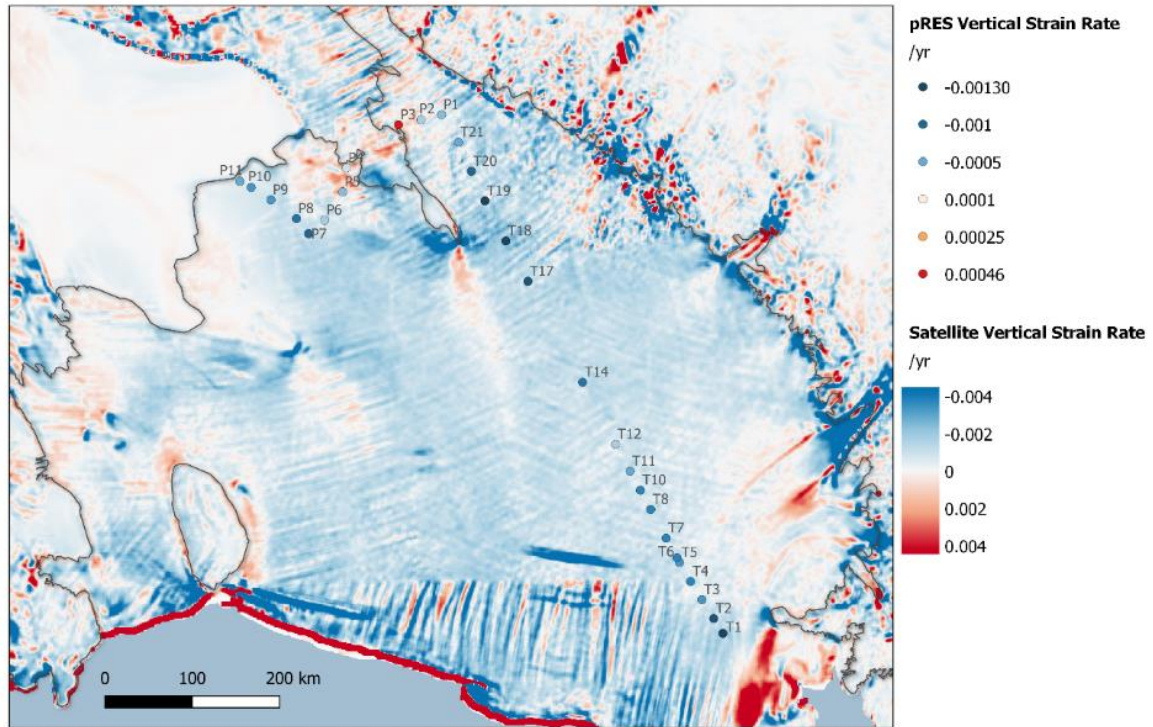 pRES Vertical Strain Rate
/yr
-0.00130
-0.001
-0.0005
0.0001
0.00025
0.00046
Satellite Vertical Strain Rate
/yr
-0.004
-0.002
0
0.002
0.004
P1
P2
P3
T21
T20
T19
T18
T17
P11
P10
P9
P8
P7
P6
T14
T12
T11
T10
T8
T7
T6
T5
T4
T3
T2
T1
0 100 200 km